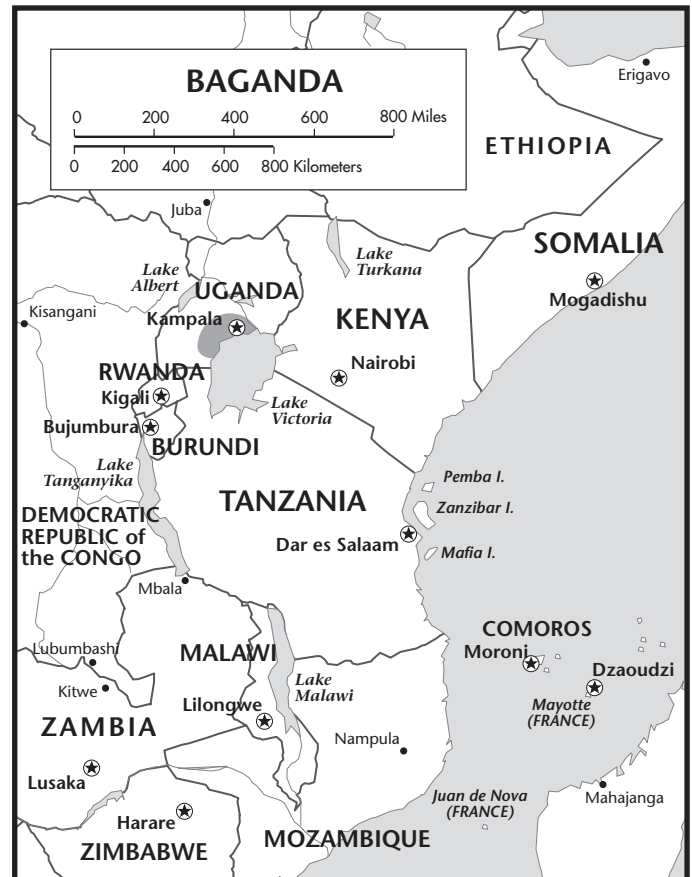 BAGANDA
0 200 400 600 800 Miles
0 200 400 600 800 Kilometers
Erigavo
ETHIOPIA
Juba
SOMALIA
Lake
Turkana
Lake
Albert
UGANDA
Mogadishu
Kisangani
Kampala
KENYA
Nairobi
RWANDA
Kigali
Lake
Victoria
Bujumbura
BURUNDI
Lake
Tanganyika
Pemba I.
TANZANIA
Zanzibar I.
DEMOCRATIC
REPUBLIC of
the CONGO
Dar es Salaam
Mafia I.
Mbala
COMOROS
Moroni
Lubumbashi
MALAWI
Dzaoudzi
Kitwe
Lake
Malawi
Lilongwe
Mayotte
(FRANCE)
ZAMBIA
Nampula
Lusaka
Juan de Nova
(FRANCE)
Mahajanga
Harare
MOZAMBIQUE
ZIMBABWE